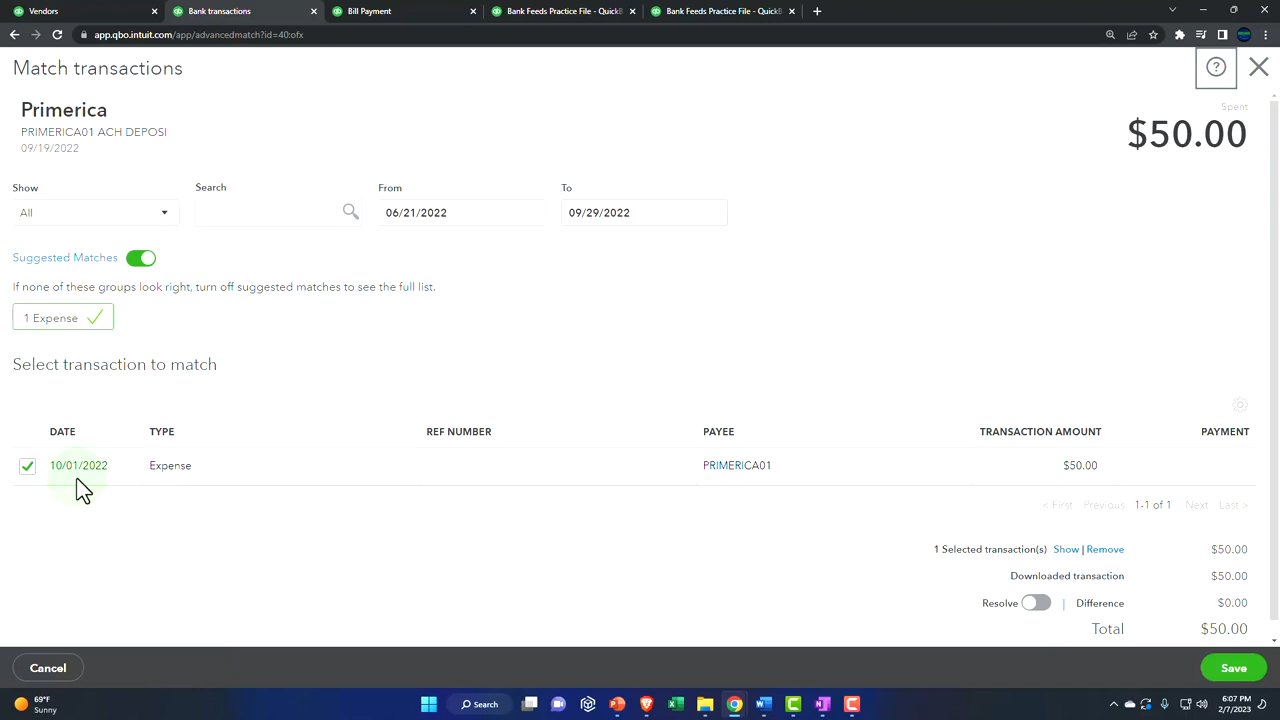 Vendors
Bank transactions
Bill Payment
Bank Feeds Practice File - QuickB
Bank Feeds Practice File - QuickB
app.qbo.intuit.com/app/advancedmatch?id=40:ofx
Match transactions
Primerica
PRIMERICA01 ACH DEPOSI
09/19/2022
Spent
$50.00
Show
Search
From
To
All
06/21/2022
09/29/2022
Suggested Matches
If none of these groups look right, turn off suggested matches to see the full list.
1 Expense
Select transaction to match
DATE TYPE REF NUMBER PAYEE TRANSACTION AMOUNT PAYMENT
10/01/2022 Expense PRIMERICA01 $50.00
< First Previous 1-1 of 1 Next Last >
1 Selected transaction(s) Show | Remove $50.00
Downloaded transaction $50.00
Resolve | Difference $0.00
Total $50.00
Cancel
Save
69°F
Sunny
Search
6:07 PM
2/7/2023